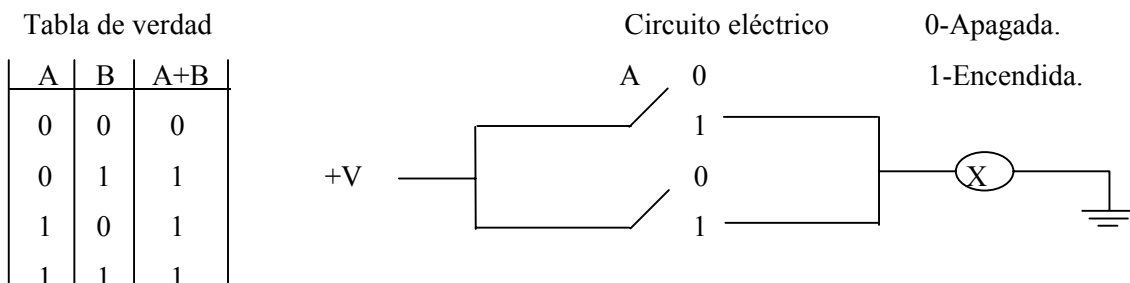 Tabla de verdad
A B A+B
0 0 0
0 1 1
1 0 1
1 1 1
Circuito eléctrico
0-Apagada.
1-Encendida.
A 0
1
+V
0
1
X